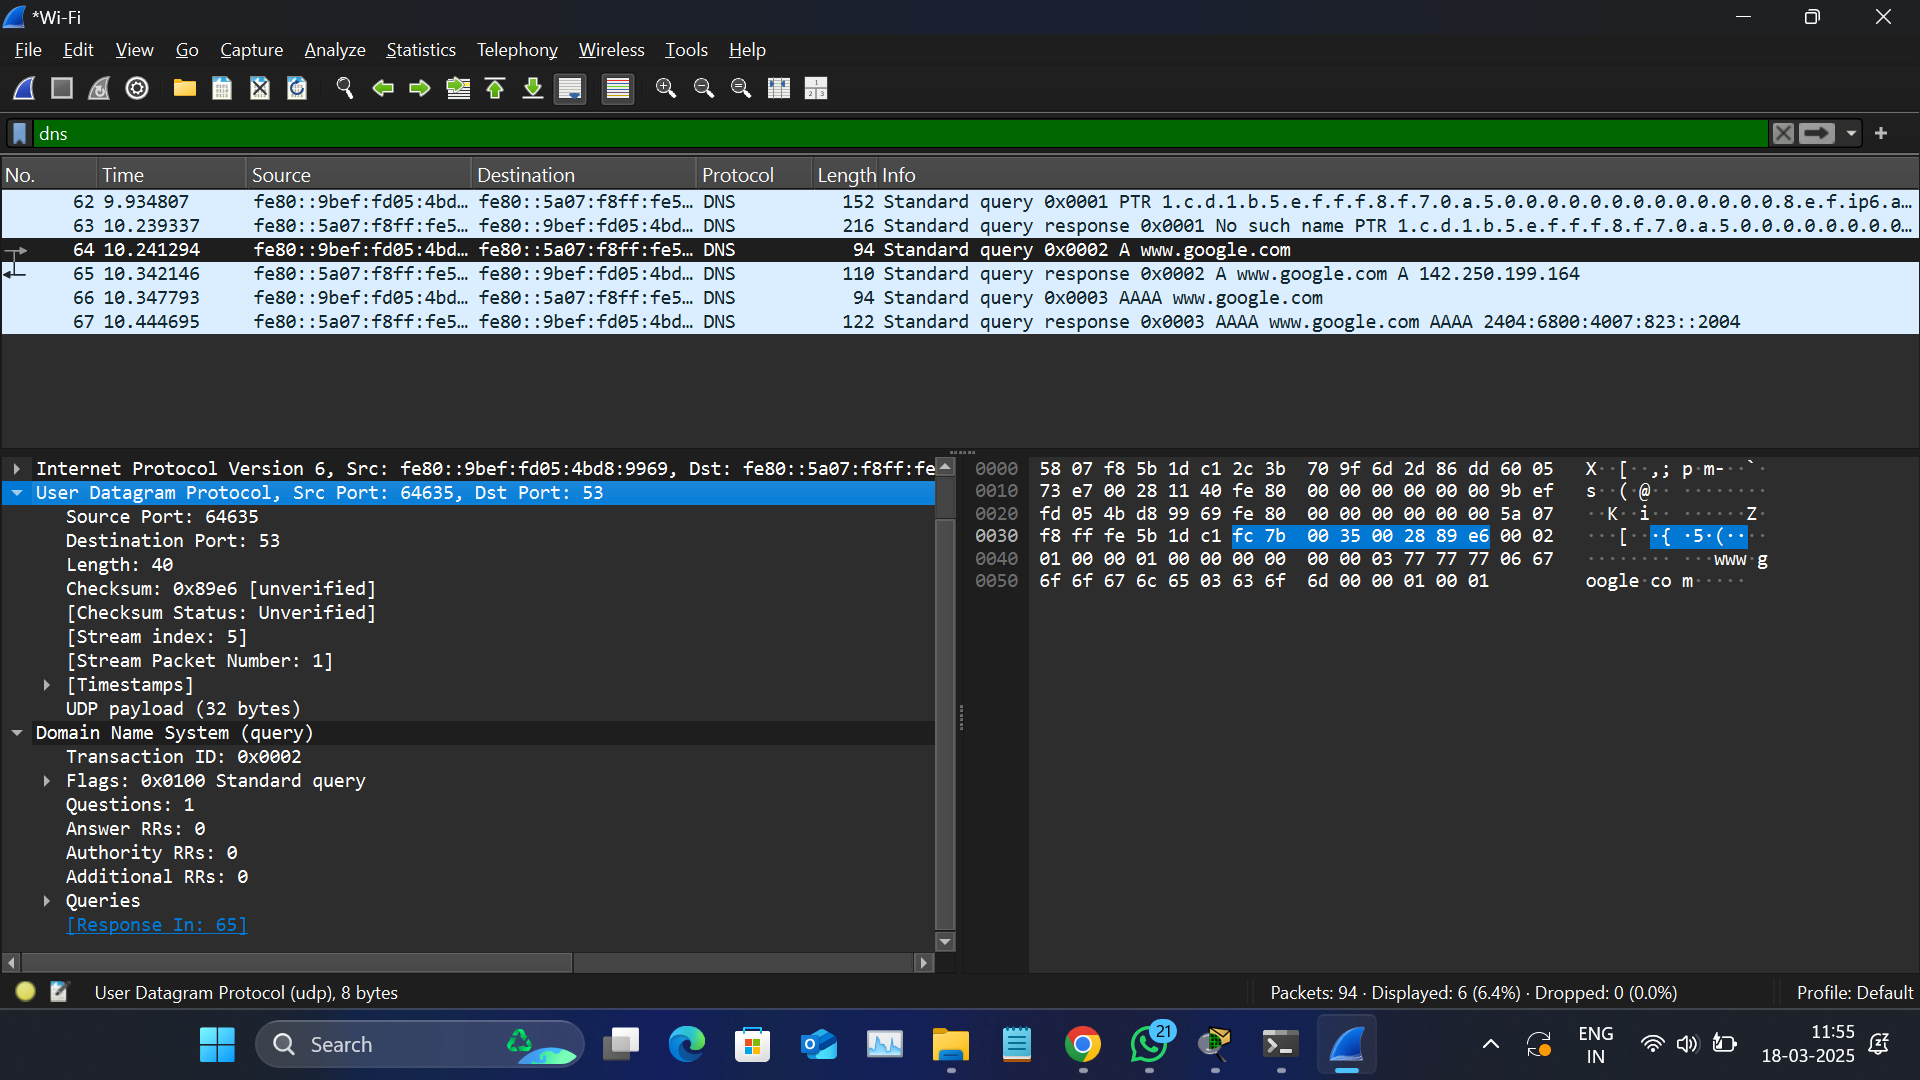 *Wi-Fi
File Edit View Go Capture Analyze Statistics Telephony Wireless Tools Help
dns
No. Time Source Destination Protocol Length Info
62 9.934807 fe80::9bef:fd05:4bd… fe80::5a07:f8ff:fe5… DNS 152 Standard query 0x0001 PTR 1.c.d.1.b.5.e.f.f.f.8.f.7.0.a.5.0.0.0.0.0.0.0.0.0.0.0.0.0.8.e.f.ip6.a…
63 10.239337 fe80::5a07:f8ff:fe5… fe80::9bef:fd05:4bd… DNS 216 Standard query response 0x0001 No such name PTR 1.c.d.1.b.5.e.f.f.f.8.f.7.0.a.5.0.0.0.0.0.0.0.0.0…
64 10.241294 fe80::9bef:fd05:4bd… fe80::5a07:f8ff:fe5… DNS 94 Standard query 0x0002 A www.google.com
65 10.342146 fe80::5a07:f8ff:fe5… fe80::9bef:fd05:4bd… DNS 110 Standard query response 0x0002 A www.google.com A 142.250.199.164
66 10.347793 fe80::9bef:fd05:4bd… fe80::5a07:f8ff:fe5… DNS 94 Standard query 0x0003 AAAA www.google.com
67 10.444695 fe80::5a07:f8ff:fe5… fe80::9bef:fd05:4bd… DNS 122 Standard query response 0x0003 AAAA www.google.com AAAA 2404:6800:4007:823::2004
Internet Protocol Version 6, Src: fe80::9bef:fd05:4bd8:9969, Dst: fe80::5a07:f8ff:fe
User Datagram Protocol, Src Port: 64635, Dst Port: 53
Source Port: 64635
Destination Port: 53
Length: 40
Checksum: 0x89e6 [unverified]
[Checksum Status: Unverified]
[Stream index: 5]
[Stream Packet Number: 1]
[Timestamps]
UDP payload (32 bytes)
Domain Name System (query)
Transaction ID: 0x0002
Flags: 0x0100 Standard query
Questions: 1
Answer RRs: 0
Authority RRs: 0
Additional RRs: 0
Queries
[Response In: 65]
0000 58 07 f8 5b 1d c1 2c 3b 70 9f 6d 2d 86 dd 60 05 X··[··,; p·m-··`·
0010 73 e7 00 28 11 40 fe 80 00 00 00 00 00 00 9b ef s··(·@·· ········
0020 fd 05 4b d8 99 69 fe 80 00 00 00 00 00 00 5a 07 ··K··i·· ······Z·
0030 f8 ff fe 5b 1d c1 fc 7b 00 35 00 28 89 e6 00 02 ···[···{ ·5·(····
0040 01 00 00 01 00 00 00 00 00 00 03 77 77 77 06 67 ········ ···www·g
0050 6f 6f 67 6c 65 03 63 6f 6d 00 00 01 00 01 oogle·co m·····
User Datagram Protocol (udp), 8 bytes
Packets: 94 · Displayed: 6 (6.4%) · Dropped: 0 (0.0%)
Profile: Default
Search
21
ENG
IN
11:55
18-03-2025